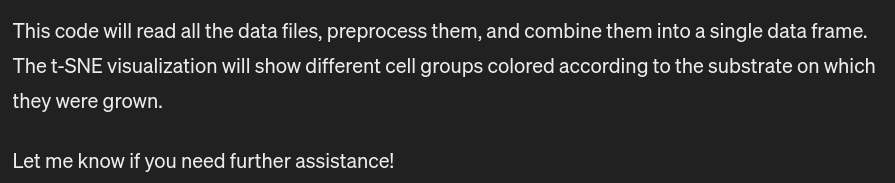 This code will read all the data files, preprocess them, and combine them into a single data frame.
The t-SNE visualization will show different cell groups colored according to the substrate on which
they were grown.
Let me know if you need further assistance!